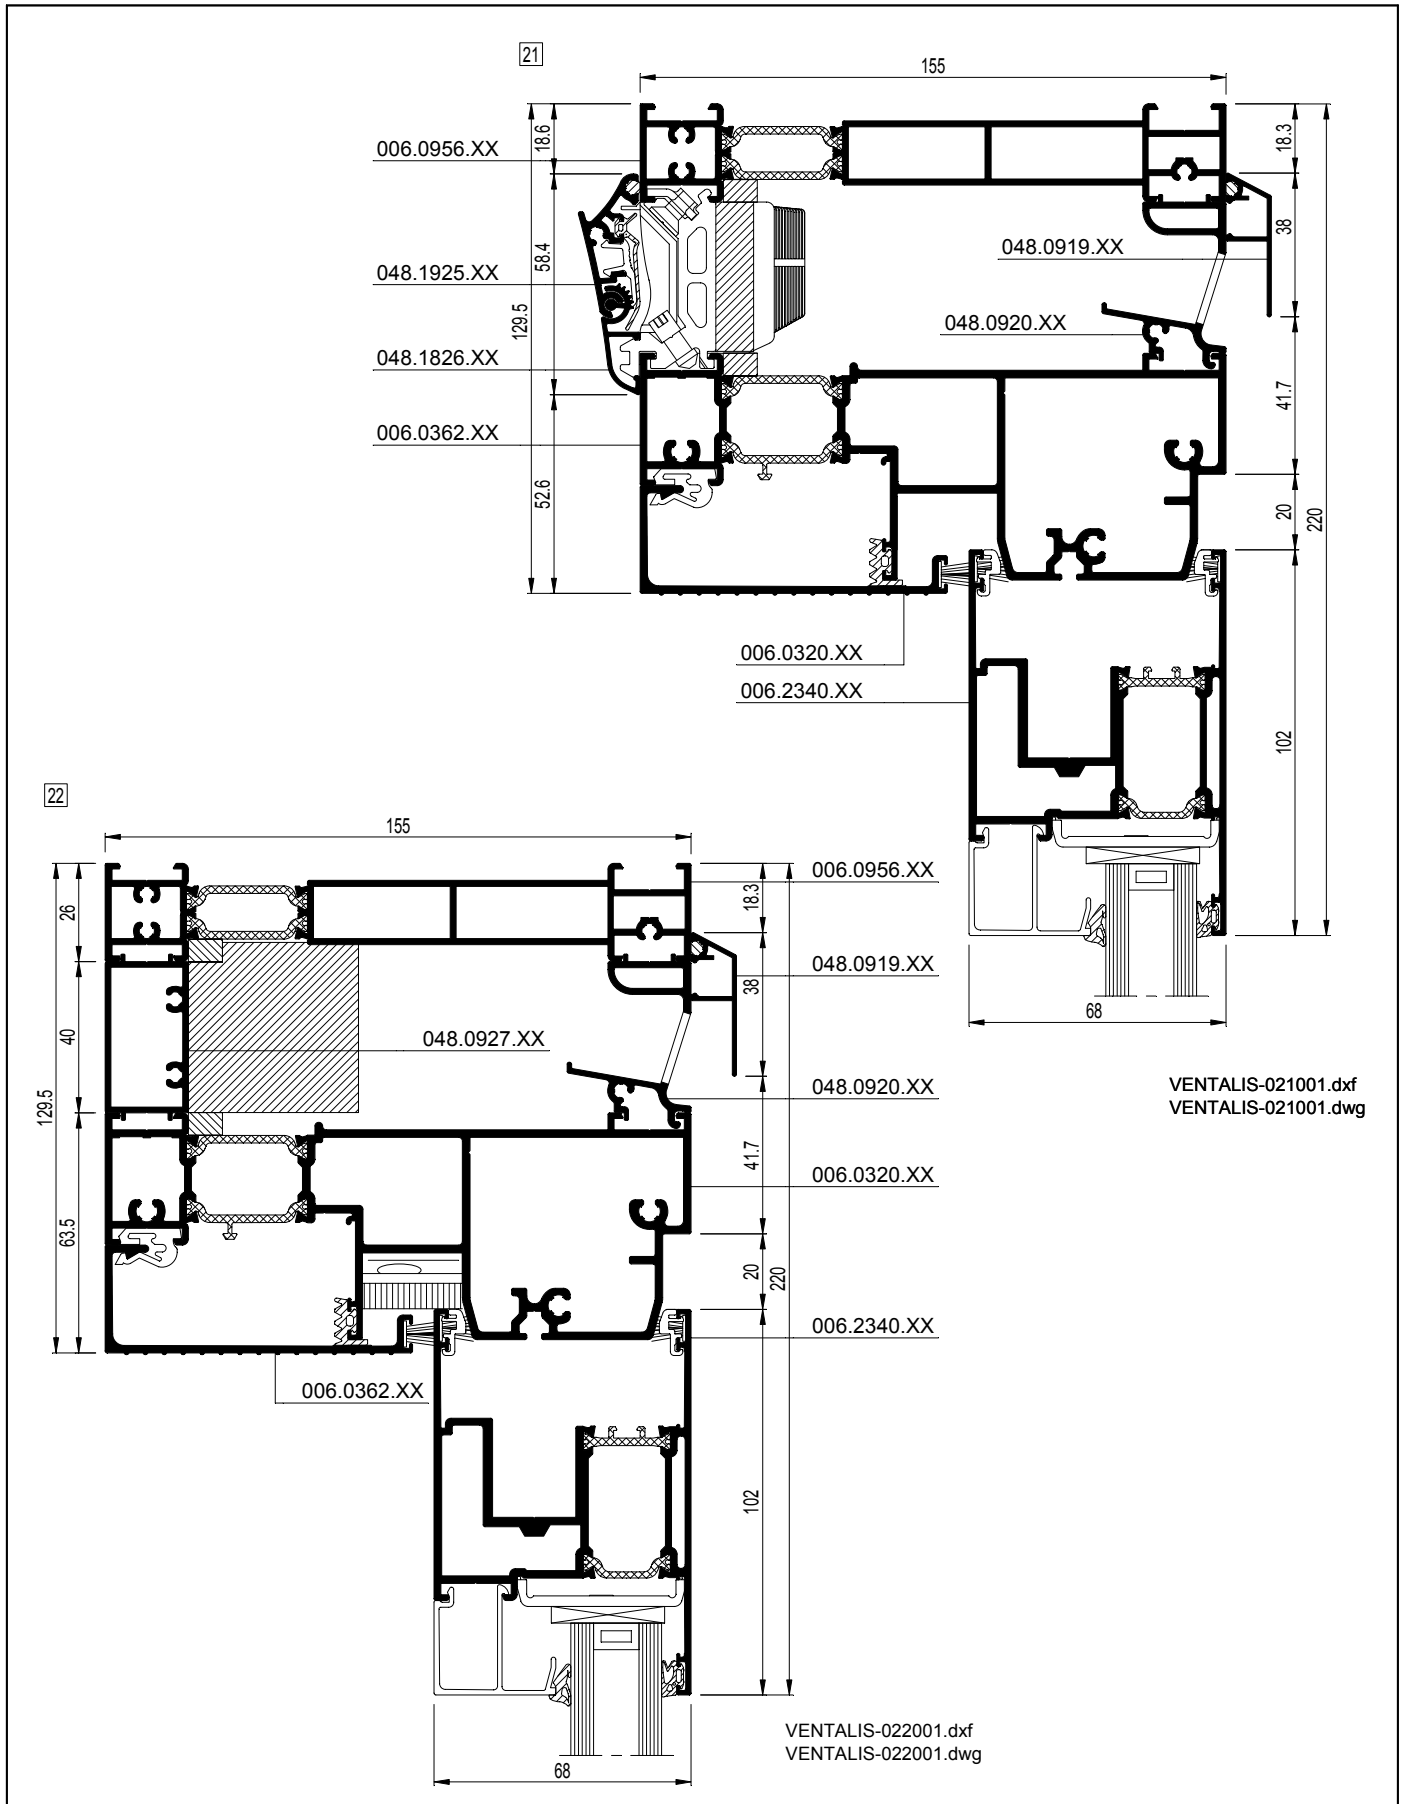 21
155
18.6
58.4
129.5
52.6
006.0956.XX
048.1925.XX
048.1826.XX
006.0362.XX
048.0919.XX
048.0920.XX
18.3
38
41.7
20
220
102
006.0320.XX
006.2340.XX
68
VENTALIS-021001.dxf
VENTALIS-021001.dwg
22
155
26
40
129.5
63.5
18.3
38
41.7
20
220
102
006.0956.XX
048.0919.XX
048.0927.XX
048.0920.XX
006.0320.XX
006.2340.XX
006.0362.XX
68
VENTALIS-022001.dxf
VENTALIS-022001.dwg